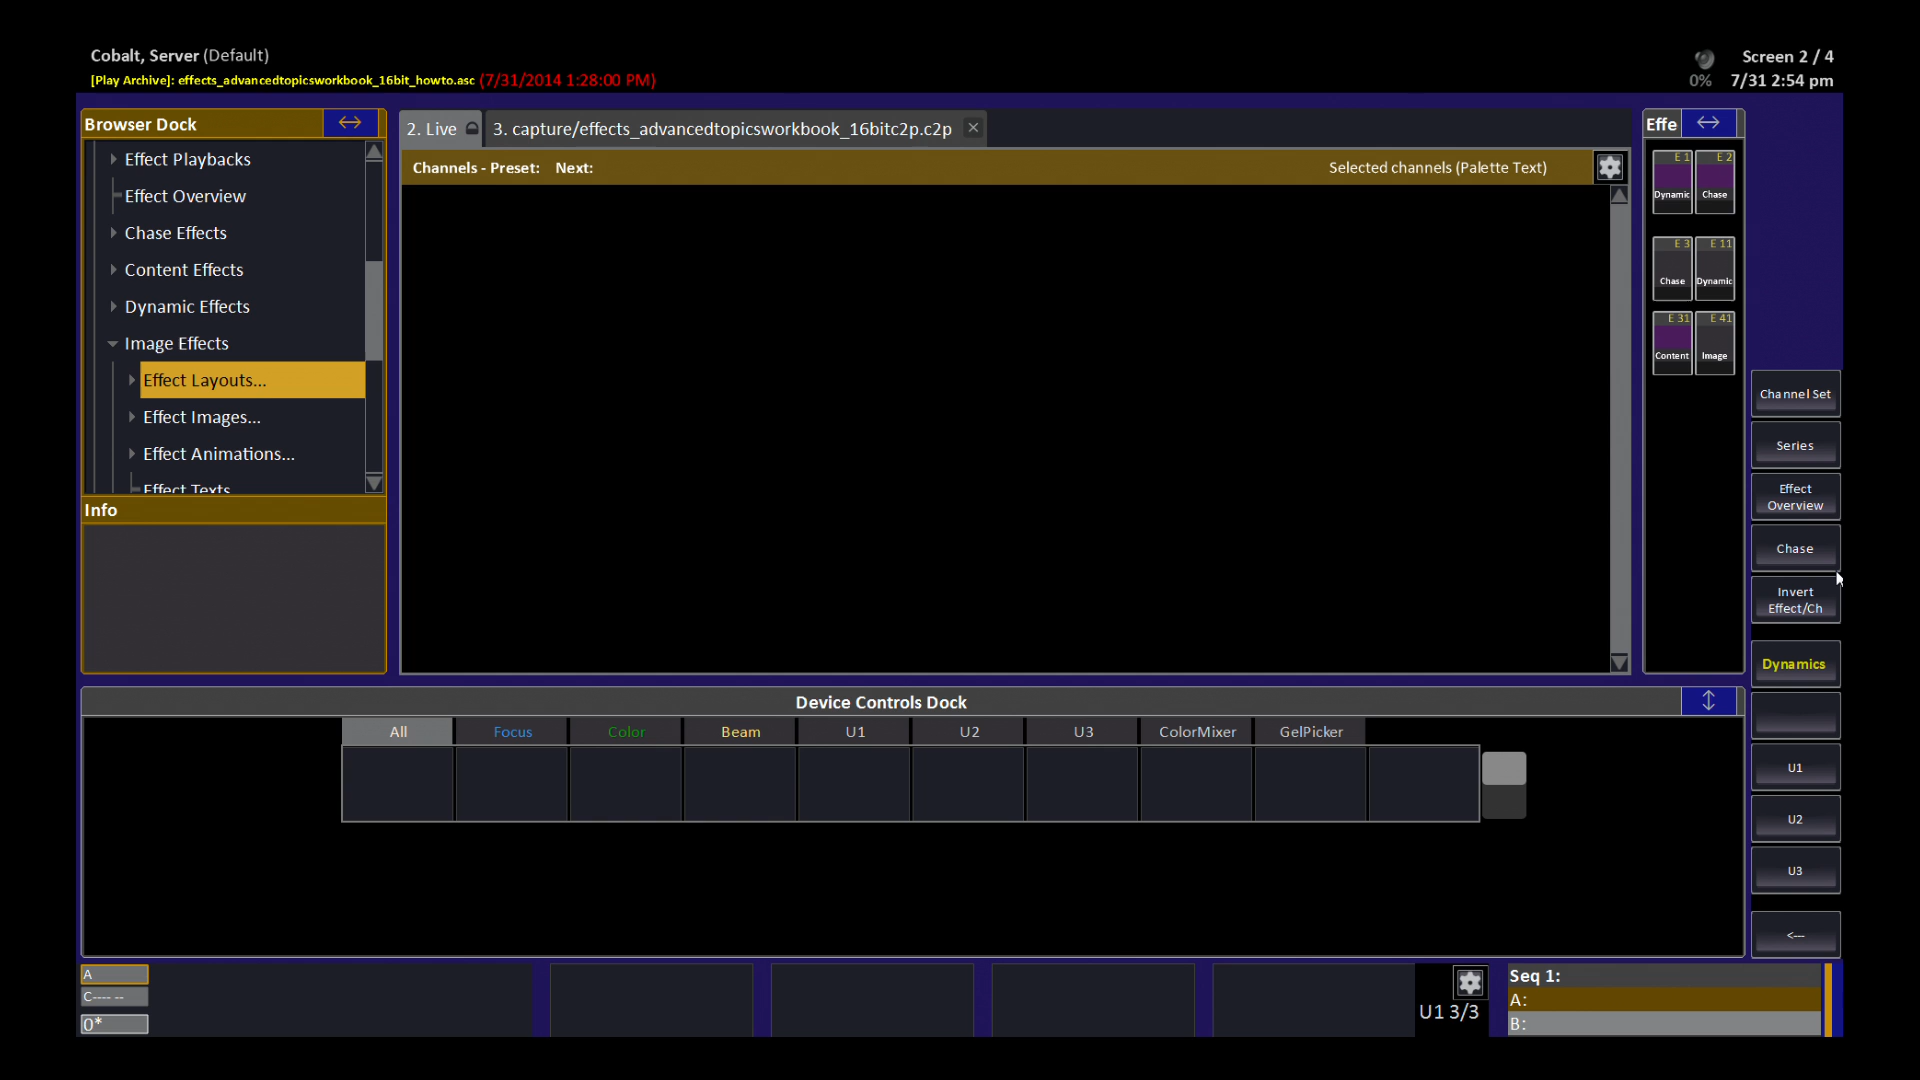 Cobalt, Server (Default)
[Play Archive]: effects_advancedtopicsworkbook_16bit_howto.asc (7/31/2014 1:28:00 PM)
Screen 2 / 4
0% 7/31 2:54 pm
Browser Dock
Effect Playbacks
Effect Overview
Chase Effects
Content Effects
Dynamic Effects
Image Effects
Effect Layouts...
Effect Images...
Effect Animations...
Effect Texts
Info
2. Live
3. capture/effects_advancedtopicsworkbook_16bitc2p.c2p
Channels - Preset: Next:
Selected channels (Palette Text)
Effe
E 1
Dynamic
E 2
Chase
E 3
Chase
E 11
Dynamic
E 31
Content
E 41
Image
Channel Set
Series
Effect
Overview
Chase
Invert
Effect/Ch
Dynamics
U1
U2
U3
<---
Device Controls Dock
All Focus Color Beam U1 U2 U3 ColorMixer GelPicker
A
C---- --
0*
U1 3/3
Seq 1:
A:
B: